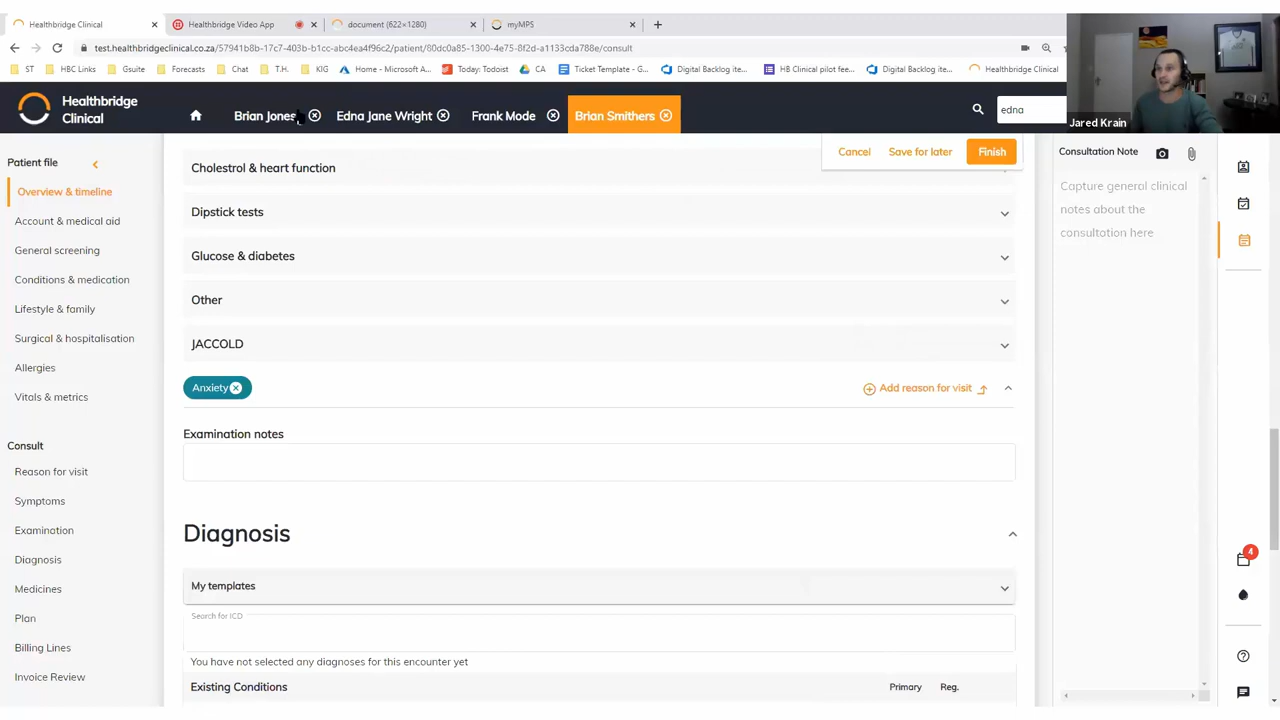 Healthbridge Clinical
Healthbridge Video App
document (622×1280)
myMPS
test.healthbridgeclinical.co.za/57941b8b-17c7-403b-b1cc-abc4ea4f96c2/patient/80dc0a85-1300-4e75-8f2d-a1133cda788e/consult
ST
HBC Links
Gsuite
Forecasts
Chat
T.H.
KIG
Home - Microsoft A...
Today: Todoist
CA
Ticket Template - G...
Digital Backlog ite...
HB Clinical pilot fee...
Digital Backlog ite...
Healthbridge Clinical
Healthbridge
Clinical
Brian Jones
Edna Jane Wright
Frank Mode
Brian Smithers
edna
Jared Krain
Patient file
Overview & timeline
Account & medical aid
General screening
Conditions & medication
Lifestyle & family
Surgical & hospitalisation
Allergies
Vitals & metrics
Consult
Reason for visit
Symptoms
Examination
Diagnosis
Medicines
Plan
Billing Lines
Invoice Review
Cancel
Save for later
Finish
Cholestrol & heart function
Dipstick tests
Glucose & diabetes
Other
JACCOLD
Anxiety
Add reason for visit
Examination notes
Diagnosis
My templates
Search for ICD
You have not selected any diagnoses for this encounter yet
Existing Conditions
Primary
Reg.
Consultation Note
Capture general clinical
notes about the
consultation here
4